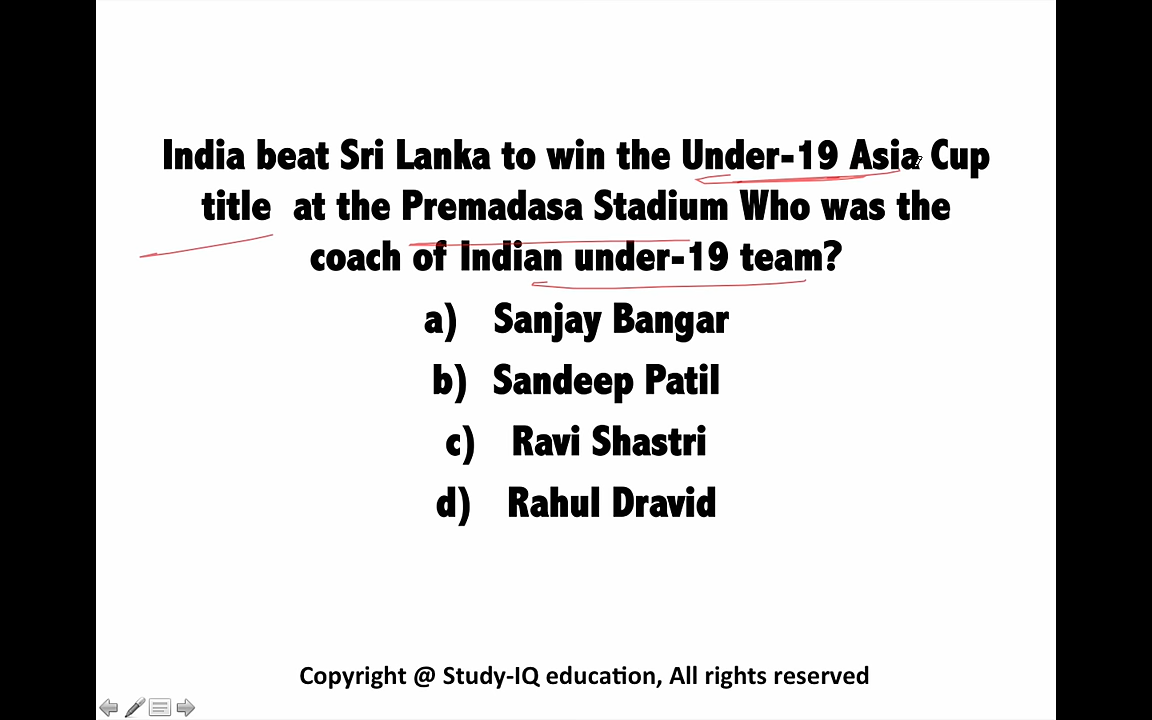 India beat Sri Lanka to win the Under-19 Asia Cup
title at the Premadasa Stadium Who was the
coach of Indian under-19 team?
a) Sanjay Bangar
b) Sandeep Patil
c) Ravi Shastri
d) Rahul Dravid
Copyright @ Study-IQ education, All rights reserved